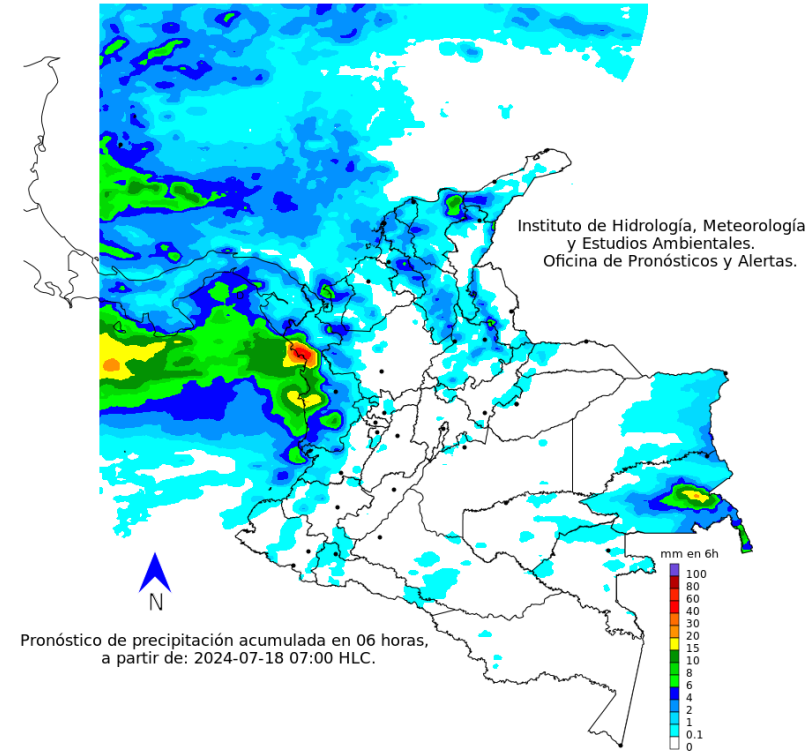 Instituto de Hidrología, Meteorología
y Estudios Ambientales.
Oficina de Pronósticos y Alertas.
mm en 6h
100
80
60
40
30
20
15
10
8
6
4
2
1
0.1
0
N
Pronóstico de precipitación acumulada en 06 horas,
a partir de: 2024-07-18 07:00 HLC.